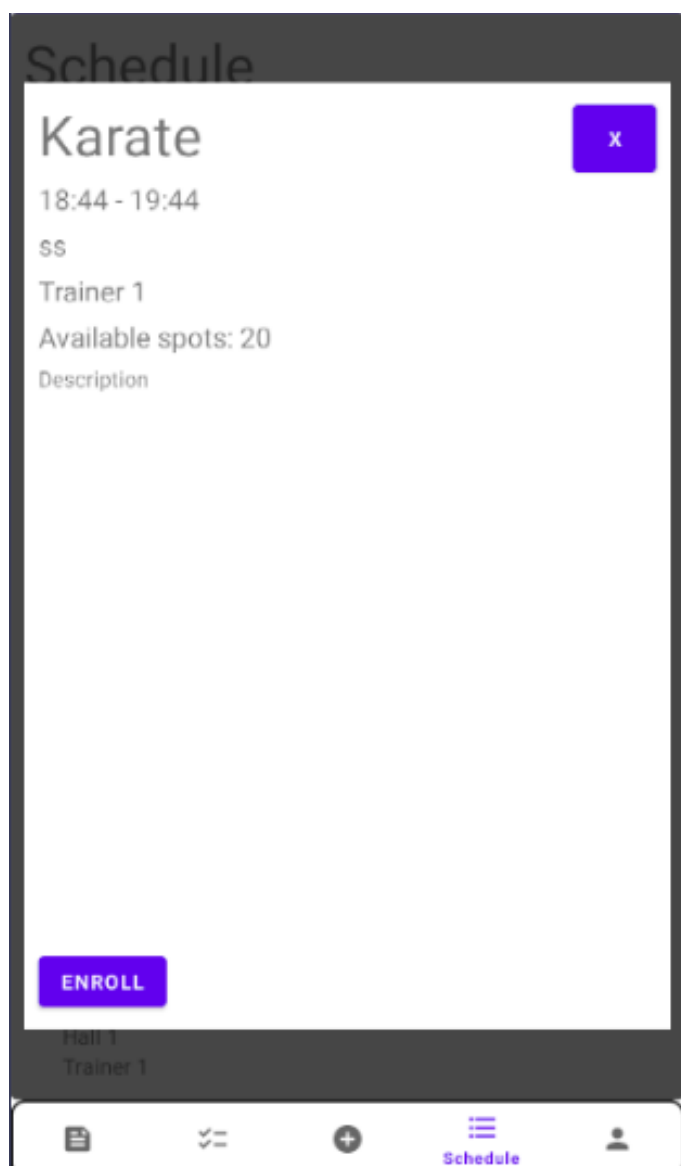 Schedule
Karate
X
18:44 - 19:44
ss
Trainer 1
Available spots: 20
Description
ENROLL
Hall 1
Trainer 1
Schedule